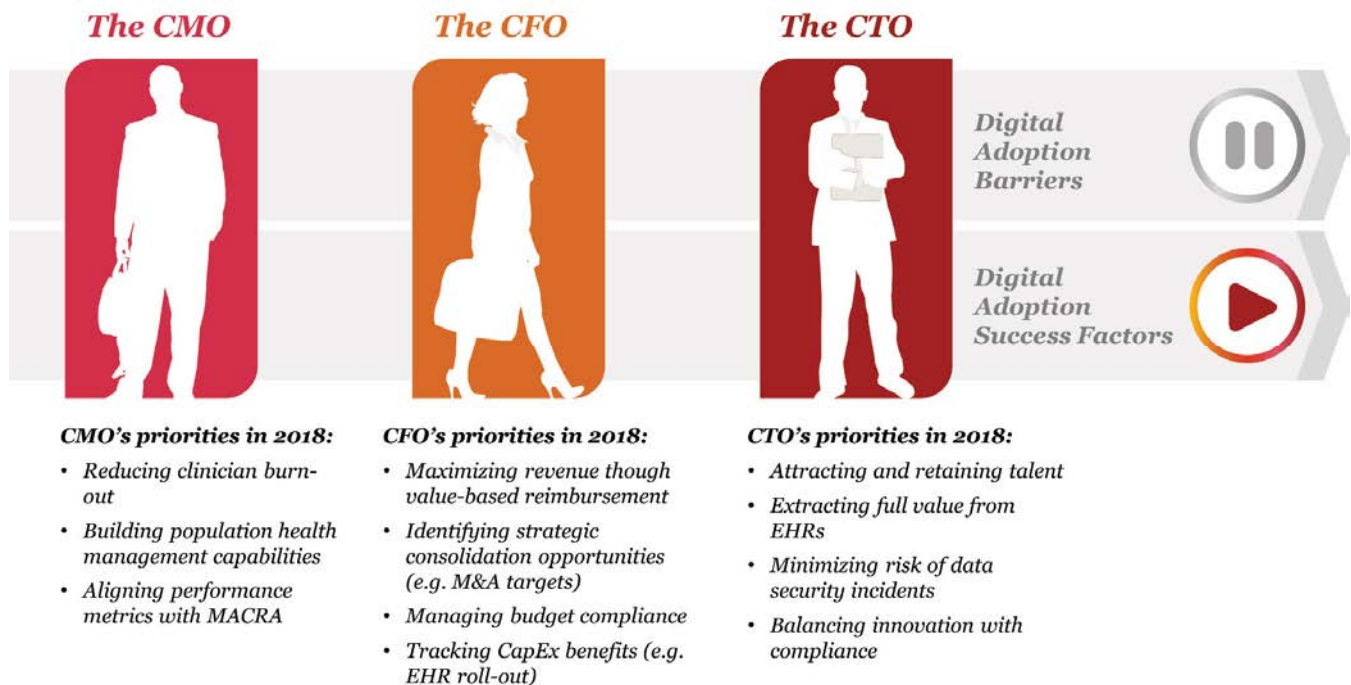 The CMO
The CFO
The CTO
Digital
Adoption
Barriers
Digital
Adoption
Success Factors
CMO's priorities in 2018:
• Reducing clinician burn-
out
• Building population health
management capabilities
• Aligning performance
metrics with MACRA
CFO's priorities in 2018:
• Maximizing revenue though
value-based reimbursement
• Identifying strategic
consolidation opportunities
(e.g. M&A targets)
• Managing budget compliance
• Tracking CapEx benefits (e.g.
EHR roll-out)
CTO's priorities in 2018:
• Attracting and retaining talent
• Extracting full value from
EHRs
• Minimizing risk of data
security incidents
• Balancing innovation with
compliance